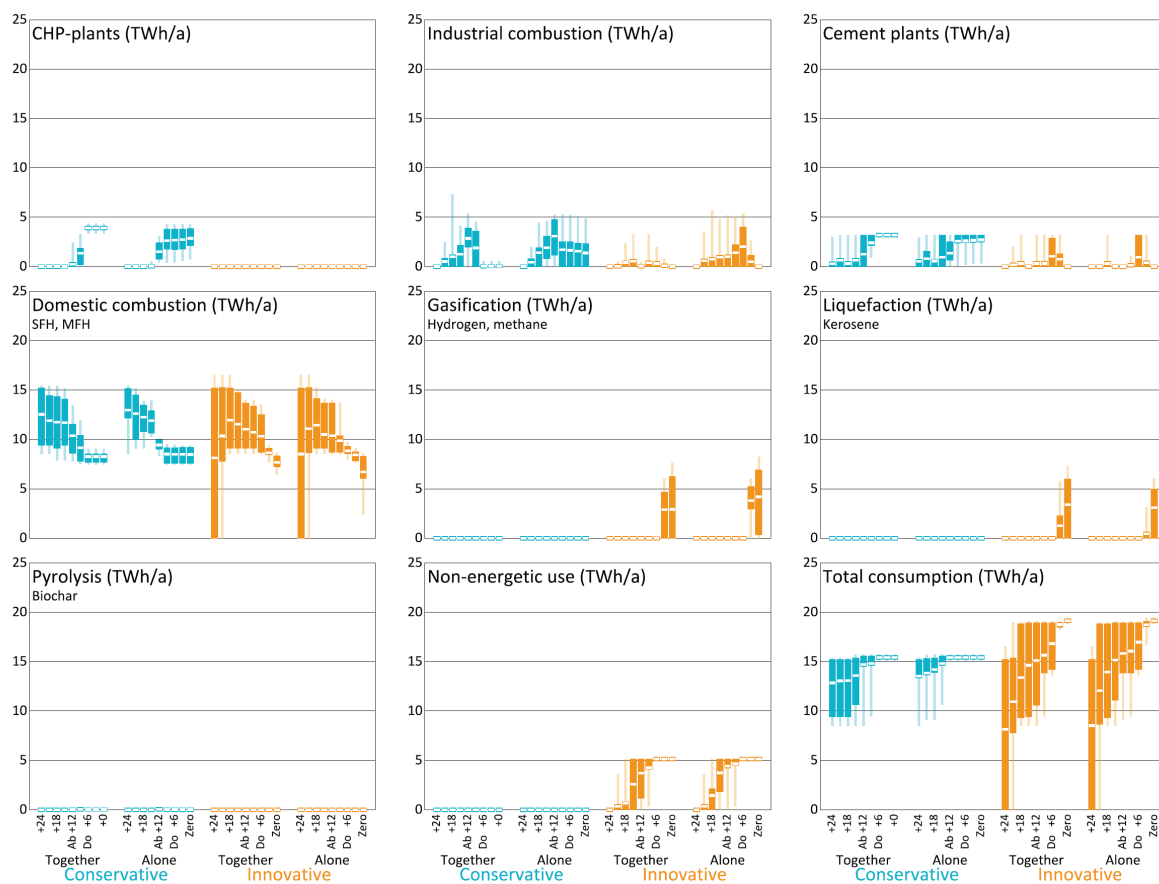 25
20
15
10
5
0
CHP-plants (TWh/a)
25
20
15
10
5
0
Industrial combustion (TWh/a)
25
20
15
10
5
0
Cement plants (TWh/a)
25
20
15
10
5
0
Domestic combustion (TWh/a)
SFH, MFH
25
20
15
10
5
0
Gasification (TWh/a)
Hydrogen, methane
25
20
15
10
5
0
Liquefaction (TWh/a)
Kerosene
25
20
15
10
5
0
Pyrolysis (TWh/a)
Biochar
25
20
15
10
5
0
Non-energetic use (TWh/a)
25
20
15
10
5
0
Total consumption (TWh/a)
+24 +18 Ab +12 Do +6 +0 +24 +18 Ab +12 Do +6 Zero +24 +18 Ab +12 Do +6 Zero +24 +18 Ab +12 Do +6 Zero
+24 +18 Ab +12 Do +6 +0 +24 +18 Ab +12 Do +6 Zero +24 +18 Ab +12 Do +6 Zero +24 +18 Ab +12 Do +6 Zero
+24 +18 Ab +12 Do +6 +0 +24 +18 Ab +12 Do +6 Zero +24 +18 Ab +12 Do +6 Zero +24 +18 Ab +12 Do +6 Zero
Together Alone Together Alone
Together Alone Together Alone
Together Alone Together Alone
Conservative Innovative
Conservative Innovative
Conservative Innovative